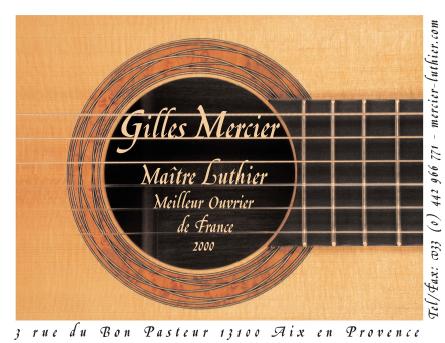 Gilles Mercier
Maître Luthier
Meilleur Ouvrier
de France
2000
3 rue du Bon Pasteur 13100 Aix en Provence
Tel/Fax: 033 (0) 442 966 771 - mercier-luthier.com